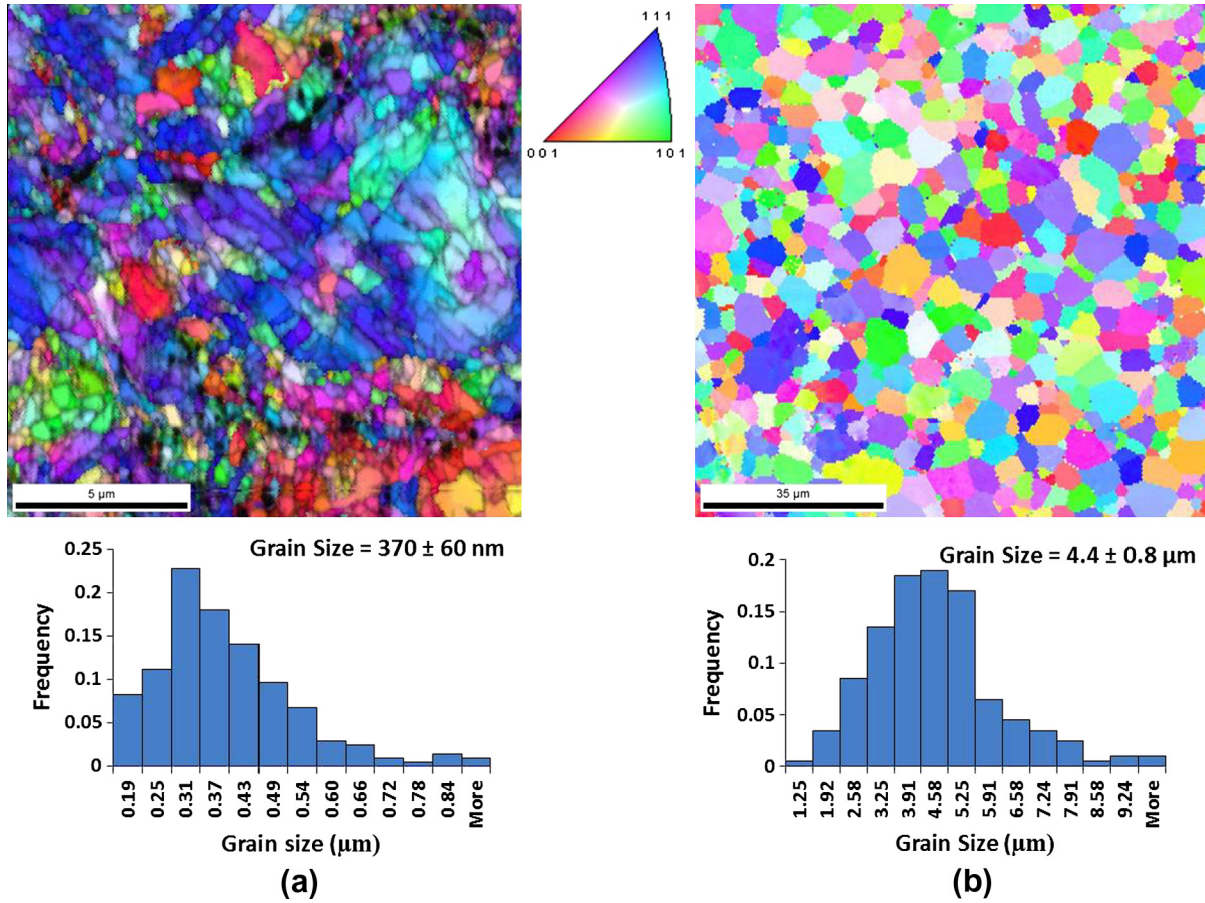 1 1 1
0 0 1
1 0 1
5 µm
35 µm
Grain Size = 370 ± 60 nm
0.25
0.2
0.15
0.1
0.05
0
Frequency
0.19
0.25
0.31
0.37
0.43
0.49
0.54
0.60
0.66
0.72
0.78
0.84
More
Grain size (µm)
(a)
Grain Size = 4.4 ± 0.8 µm
0.2
0.15
0.1
0.05
0
Frequency
1.25
1.92
2.58
3.25
3.91
4.58
5.25
5.91
6.58
7.24
7.91
8.58
9.24
More
Grain Size (µm)
(b)